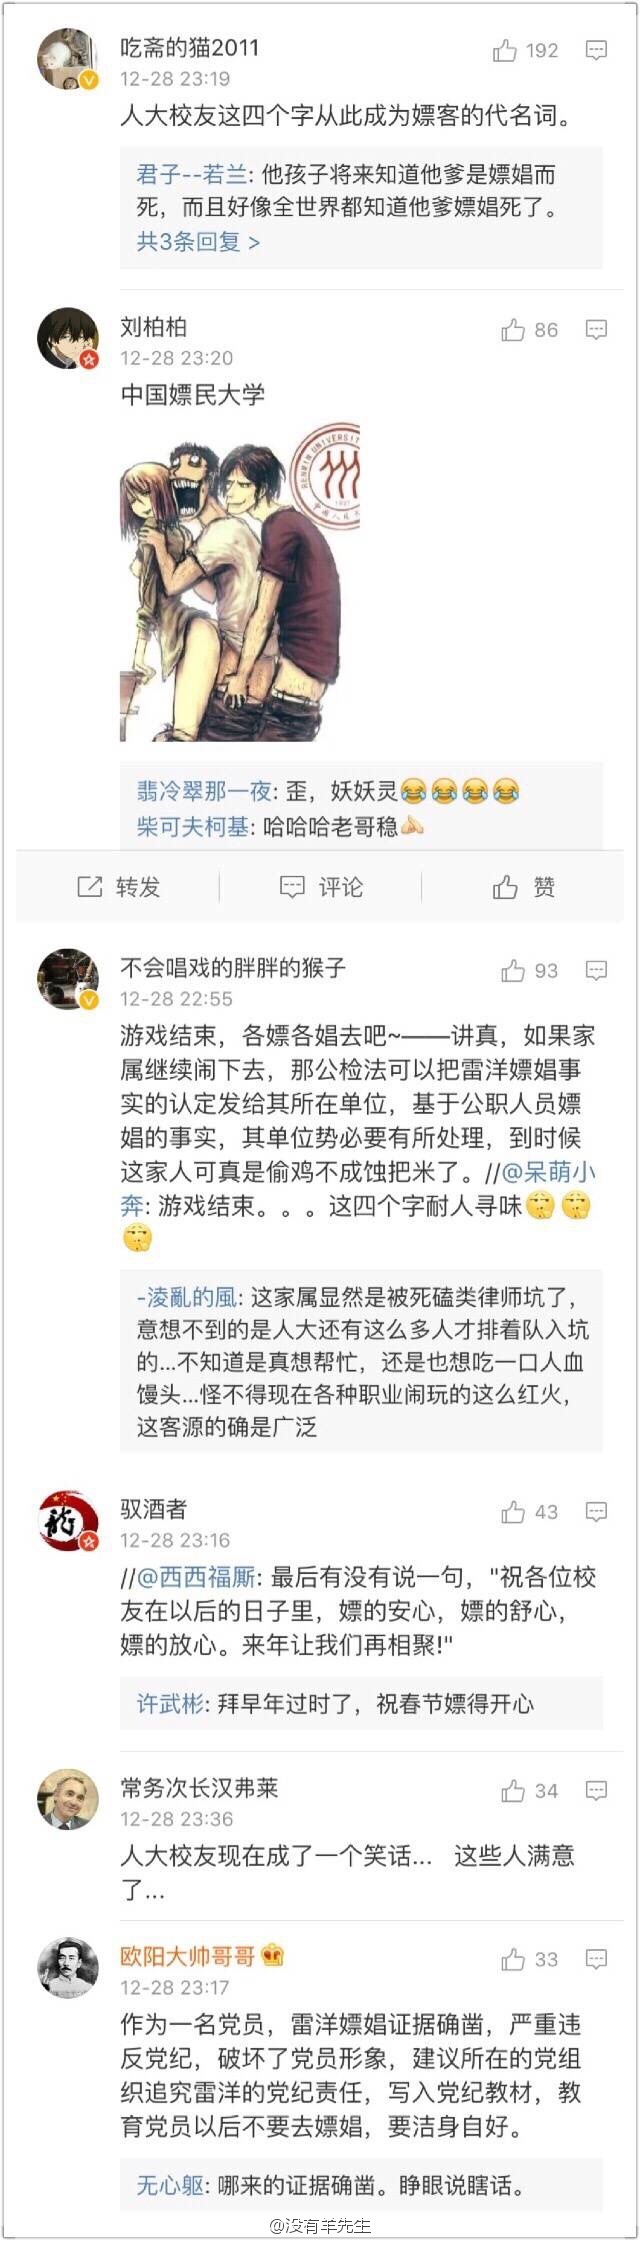 吃斋的猫2011
192
12-28 23:19
人大校友这四个字从此成为嫖客的代名词。
君子--若兰: 他孩子将来知道他爹是嫖娼而
死，而且好像全世界都知道他爹嫖娼死了。
共3条回复 >
刘柏柏
86
12-28 23:20
中国嫖民大学
RENMIN UNIVERSIT
1937
中国人民大
翡冷翠那一夜: 歪，妖妖灵😂😂😂😂
柴可夫柯基: 哈哈哈老哥稳
转发
评论
赞
不会唱戏的胖胖的猴子
93
12-28 22:55
游戏结束，各嫖各娼去吧~——讲真，如果家
属继续闹下去，那公检法可以把雷洋嫖娼事
实的认定发给其所在单位，基于公职人员嫖
娼的事实，其单位势必要有所处理，到时候
这家人可真是偷鸡不成蚀把米了。//@呆萌小
奔: 游戏结束。。。这四个字耐人寻味
-淩亂的風: 这家属显然是被死磕类律师坑了，
意想不到的是人大还有这么多人才排着队入坑
的...不知道是真想帮忙，还是也想吃一口人血
馒头...怪不得现在各种职业闹玩的这么红火，
这客源的确是广泛
龍
驭酒者
43
12-28 23:16
//@西西福厮: 最后有没有说一句，"祝各位校
友在以后的日子里，嫖的安心，嫖的舒心，
嫖的放心。来年让我们再相聚!"
许武彬: 拜早年过时了，祝春节嫖得开心
常务次长汉弗莱
34
12-28 23:36
人大校友现在成了一个笑话... 这些人满意
了...
欧阳大帅哥哥
33
12-28 23:17
作为一名党员，雷洋嫖娼证据确凿，严重违
反党纪，破坏了党员形象，建议所在的党组
织追究雷洋的党纪责任，写入党纪教材，教
育党员以后不要去嫖娼，要洁身自好。
无心躯: 哪来的证据确凿。睁眼说瞎话。
@没有羊先生